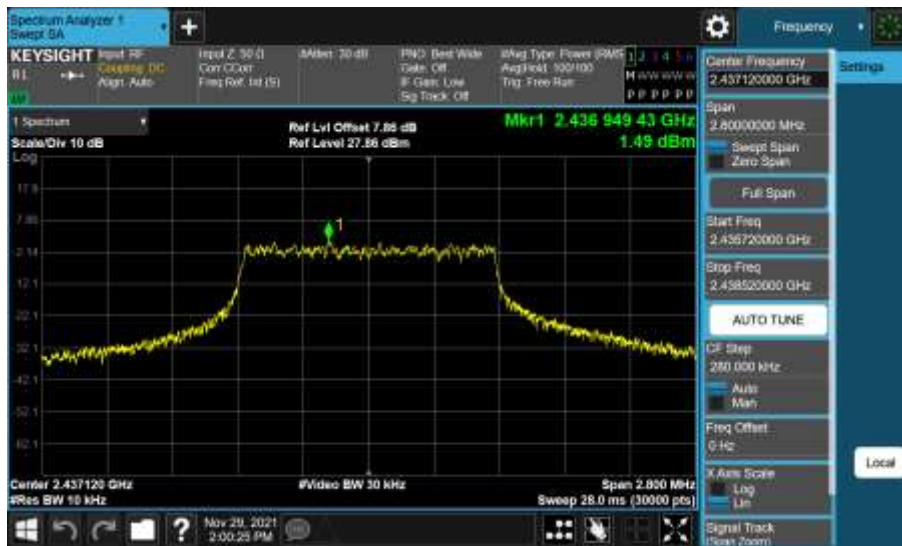 Spectrum Analyzer 1
Swept SA
Frequency
KEYSIGHT
Input: RF
Coupling: DC
Align: Auto
Input Z: 50 Ω
Corr CCorr
Freq Ref: Int (S)
#Atten: 30 dB
PNO: Best Wide
Gate: Off
IF Gain: Low
Sig Track: Off
#Avg Type: Power (RMS
Avg|Hold: 100/100
Trig: Free Run
1 2 3 4 5 6
M W W W W W
P P P P P P
1 Spectrum
Scale/Div 10 dB
Ref Lvl Offset 7.86 dB
Ref Level 27.86 dBm
Mkr1 2.436 949 43 GHz
1.49 dBm
Log
17.9
7.86
-2.14
-12.1
-22.1
-32.1
-42.1
-52.1
-62.1
1
Center 2.437120 GHz
#Res BW 10 kHz
#Video BW 30 kHz
Span 2.800 MHz
Sweep 28.0 ms (30000 pts)
Nov 29, 2021
2:00:25 PM
Center Frequency
2.437120000 GHz
Settings
Span
2.80000000 MHz
Swept Span
Zero Span
Full Span
Start Freq
2.435720000 GHz
Stop Freq
2.438520000 GHz
AUTO TUNE
CF Step
280.000 kHz
Auto
Man
Freq Offset
0 Hz
X Axis Scale
Log
Lin
Local
Signal Track
(Span Zoom)